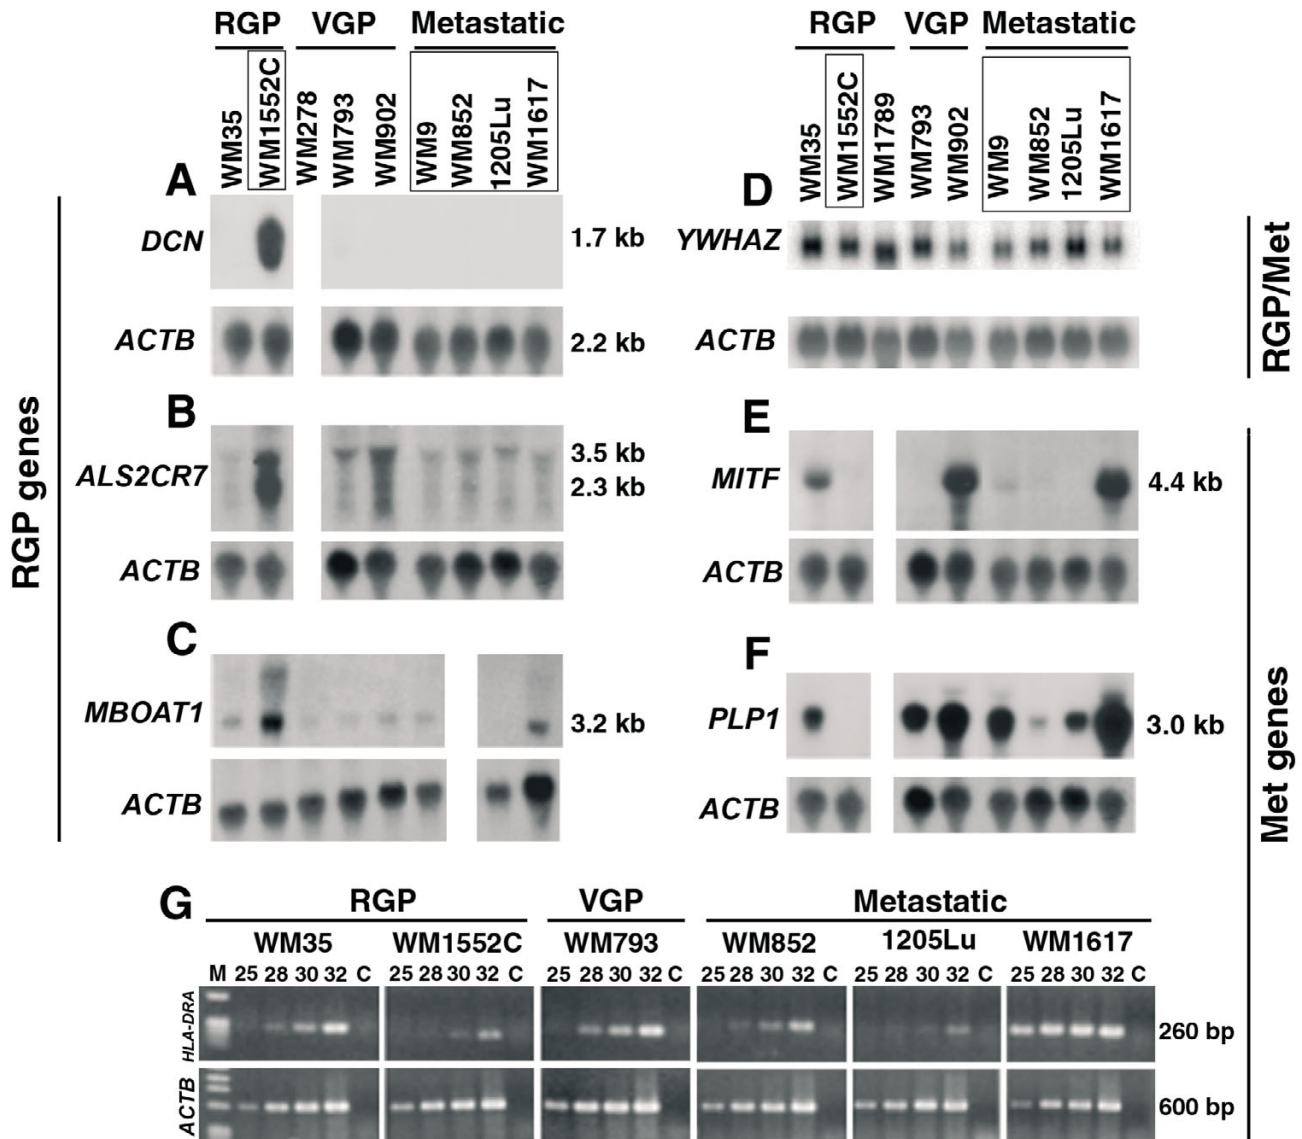 RGP VGP Metastatic
WM35 WM1552C WM278 WM793 WM902 WM9 WM852 1205Lu WM1617
A
DCN 1.7 kb
ACTB 2.2 kb
B
ALS2CR7 3.5 kb
2.3 kb
ACTB
C
MBOAT1 3.2 kb
ACTB
RGP genes
RGP VGP Metastatic
WM35 WM1552C WM1789 WM793 WM902 WM9 WM852 1205Lu WM1617
D
YWHAZ
ACTB
RGP/Met
E
MITF 4.4 kb
ACTB
F
PLP1 3.0 kb
ACTB
Met genes
G
RGP VGP Metastatic
WM35 WM1552C WM793 WM852 1205Lu WM1617
M 25 28 30 32 C 25 28 30 32 C 25 28 30 32 C 25 28 30 32 C 25 28 30 32 C 25 28 30 32 C
HLA-DRA 260 bp
ACTB 600 bp